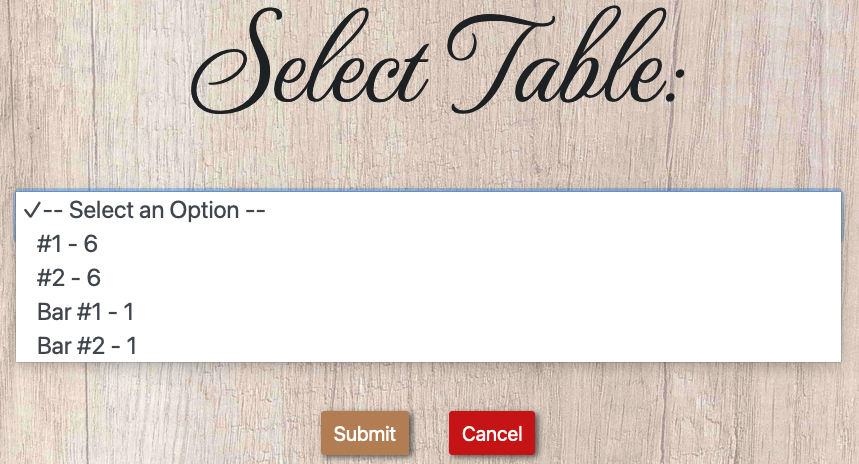 Select Table:
✓-- Select an Option --
#1 - 6
#2 - 6
Bar #1 - 1
Bar #2 - 1
Submit Cancel